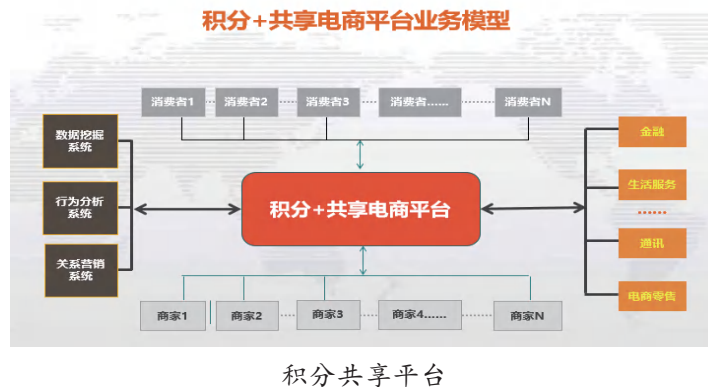 积分+共享电商平台业务模型
消费者1
消费者2
消费者3
消费者……
消费者N
数据挖掘
系统
行为分析
系统
关系营销
系统
积分+共享电商平台
金融
生活服务
……
通讯
电商零售
商家1
商家2
商家3
商家4……
商家N
积分共享平台